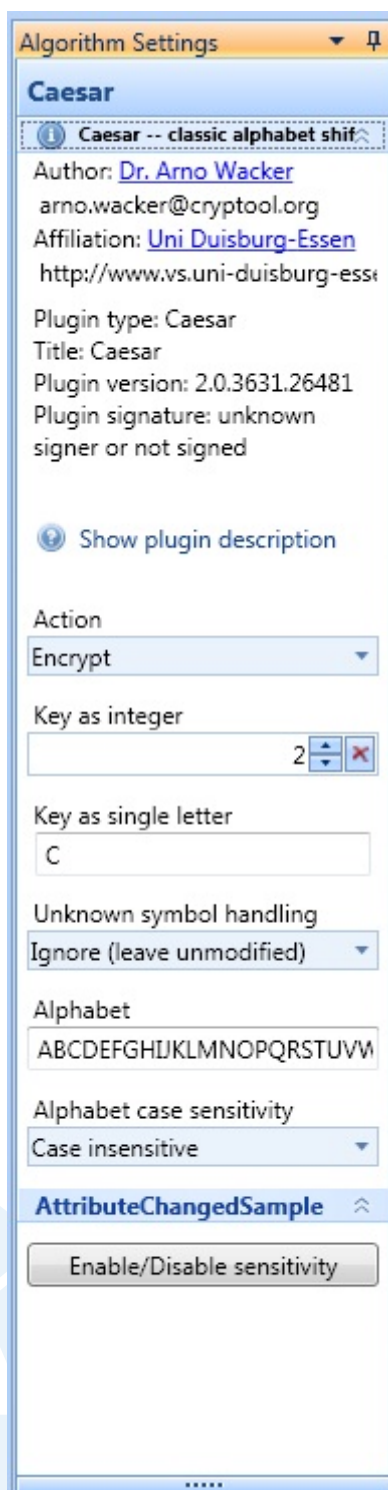 Algorithm Settings
Caesar
Caesar -- classic alphabet shif
Author: Dr. Arno Wacker
arno.wacker@cryptool.org
Affiliation: Uni Duisburg-Essen
http://www.vs.uni-duisburg-esse
Plugin type: Caesar
Title: Caesar
Plugin version: 2.0.3631.26481
Plugin signature: unknown
signer or not signed
Show plugin description
Action
Encrypt
Key as integer
2
Key as single letter
C
Unknown symbol handling
Ignore (leave unmodified)
Alphabet
ABCDEFGHIJKLMNOPQRSTUVW
Alphabet case sensitivity
Case insensitive
AttributeChangedSample
Enable/Disable sensitivity